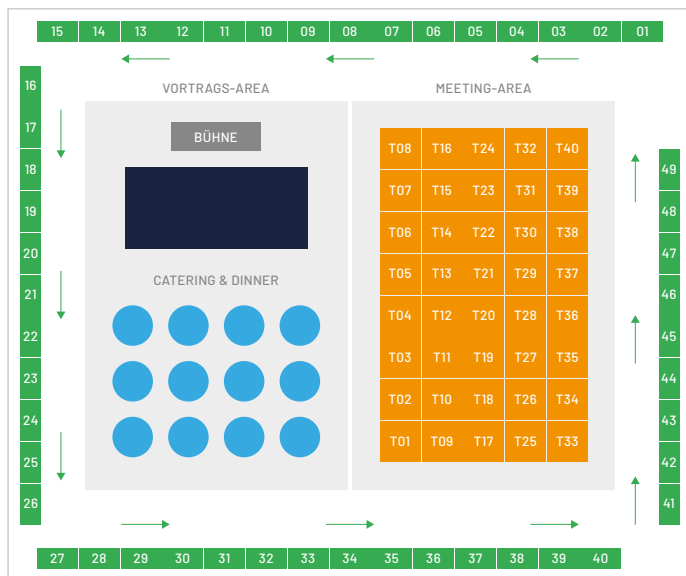 15 14 13 12 11 10 09 08 07 06 05 04 03 02 01
VORTRAGS-AREA
MEETING-AREA
BÜHNE
CATERING & DINNER
16
17
18
19
20
21
22
23
24
25
26
T08 T16 T24 T32 T40
T07 T15 T23 T31 T39
T06 T14 T22 T30 T38
T05 T13 T21 T29 T37
T04 T12 T20 T28 T36
T03 T11 T19 T27 T35
T02 T10 T18 T26 T34
T01 T09 T17 T25 T33
49
48
47
46
45
44
43
42
41
27 28 29 30 31 32 33 34 35 36 37 38 39 40